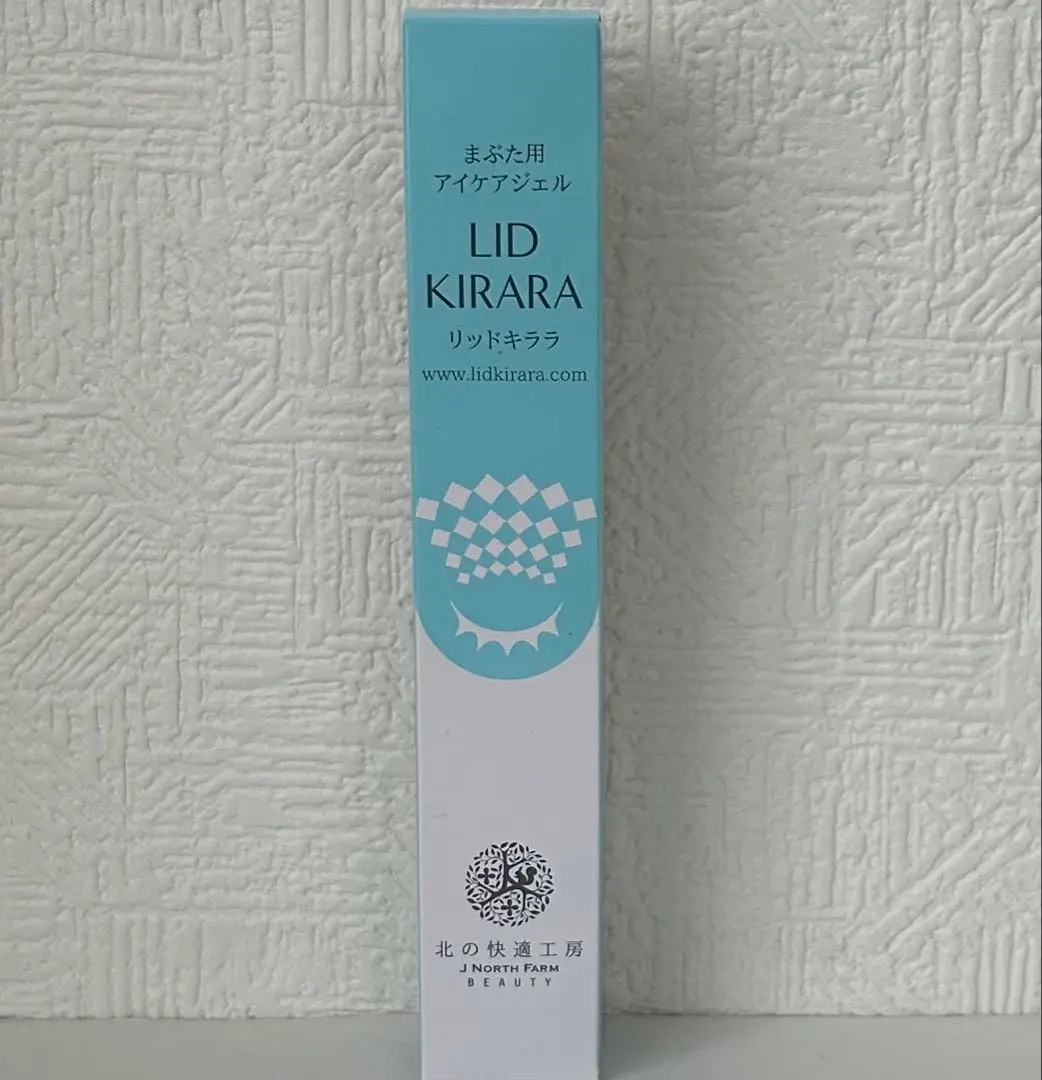 まぶた用
アイケアジェル
LID
KIRARA
リッドキララ
www.lidkirara.com
北の快適工房
J NORTH FARM
BEAUTY